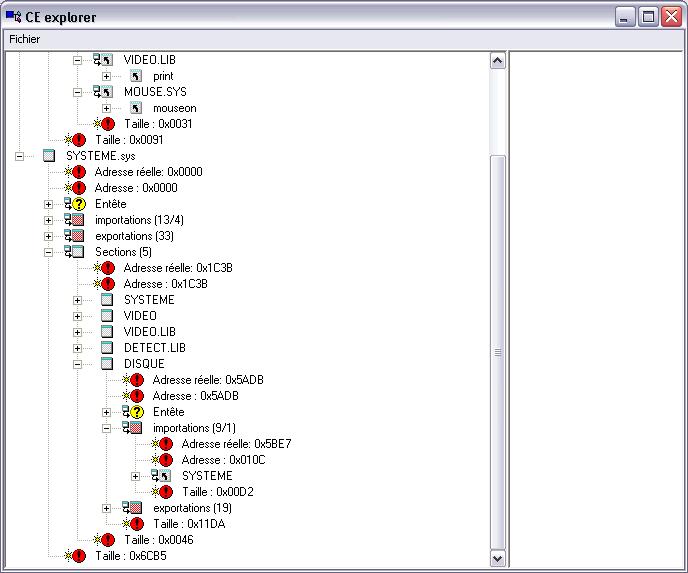 CE explorer
Fichier
VIDEO.LIB
print
MOUSE.SYS
mouseon
Taille : 0x0031
Taille : 0x0091
SYSTEME.sys
Adresse réelle: 0x0000
Adresse : 0x0000
Entête
importations (13/4)
exportations (33)
Sections (5)
Adresse réelle: 0x1C3B
Adresse : 0x1C3B
SYSTEME
VIDEO
VIDEO.LIB
DETECT.LIB
DISQUE
Adresse réelle: 0x5ADB
Adresse : 0x5ADB
Entête
importations (9/1)
Adresse réelle: 0x5BE7
Adresse : 0x010C
SYSTEME
Taille : 0x00D2
exportations (19)
Taille : 0x11DA
Taille : 0x0046
Taille : 0x6CB5